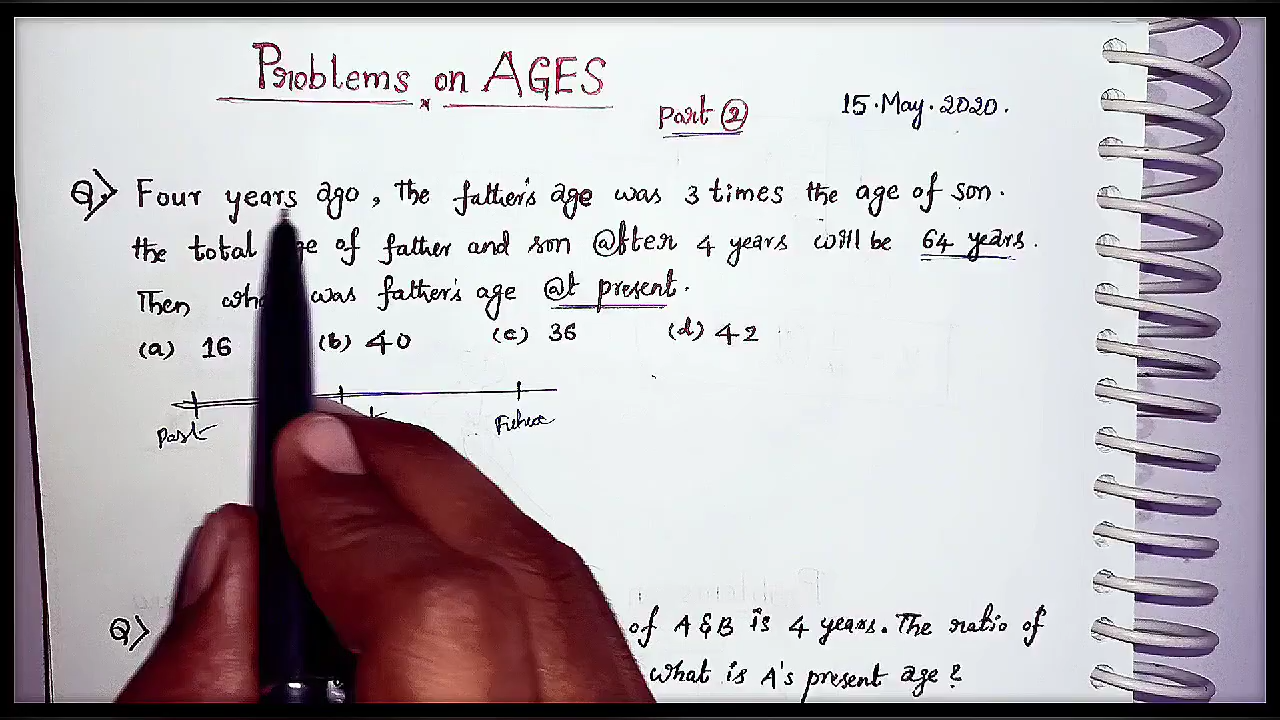 Problems on AGES
Part 2
15.May.2020.
Q> Four years ago, the father's age was 3 times the age of son.
the total of father and son @fter 4 years will be 64 years.
Then was father's age @t present.
(a) 16 (b) 40 (c) 36 (d) 42
Past Future
Q> of A & B is 4 years. The ratio of
what is A's present age?